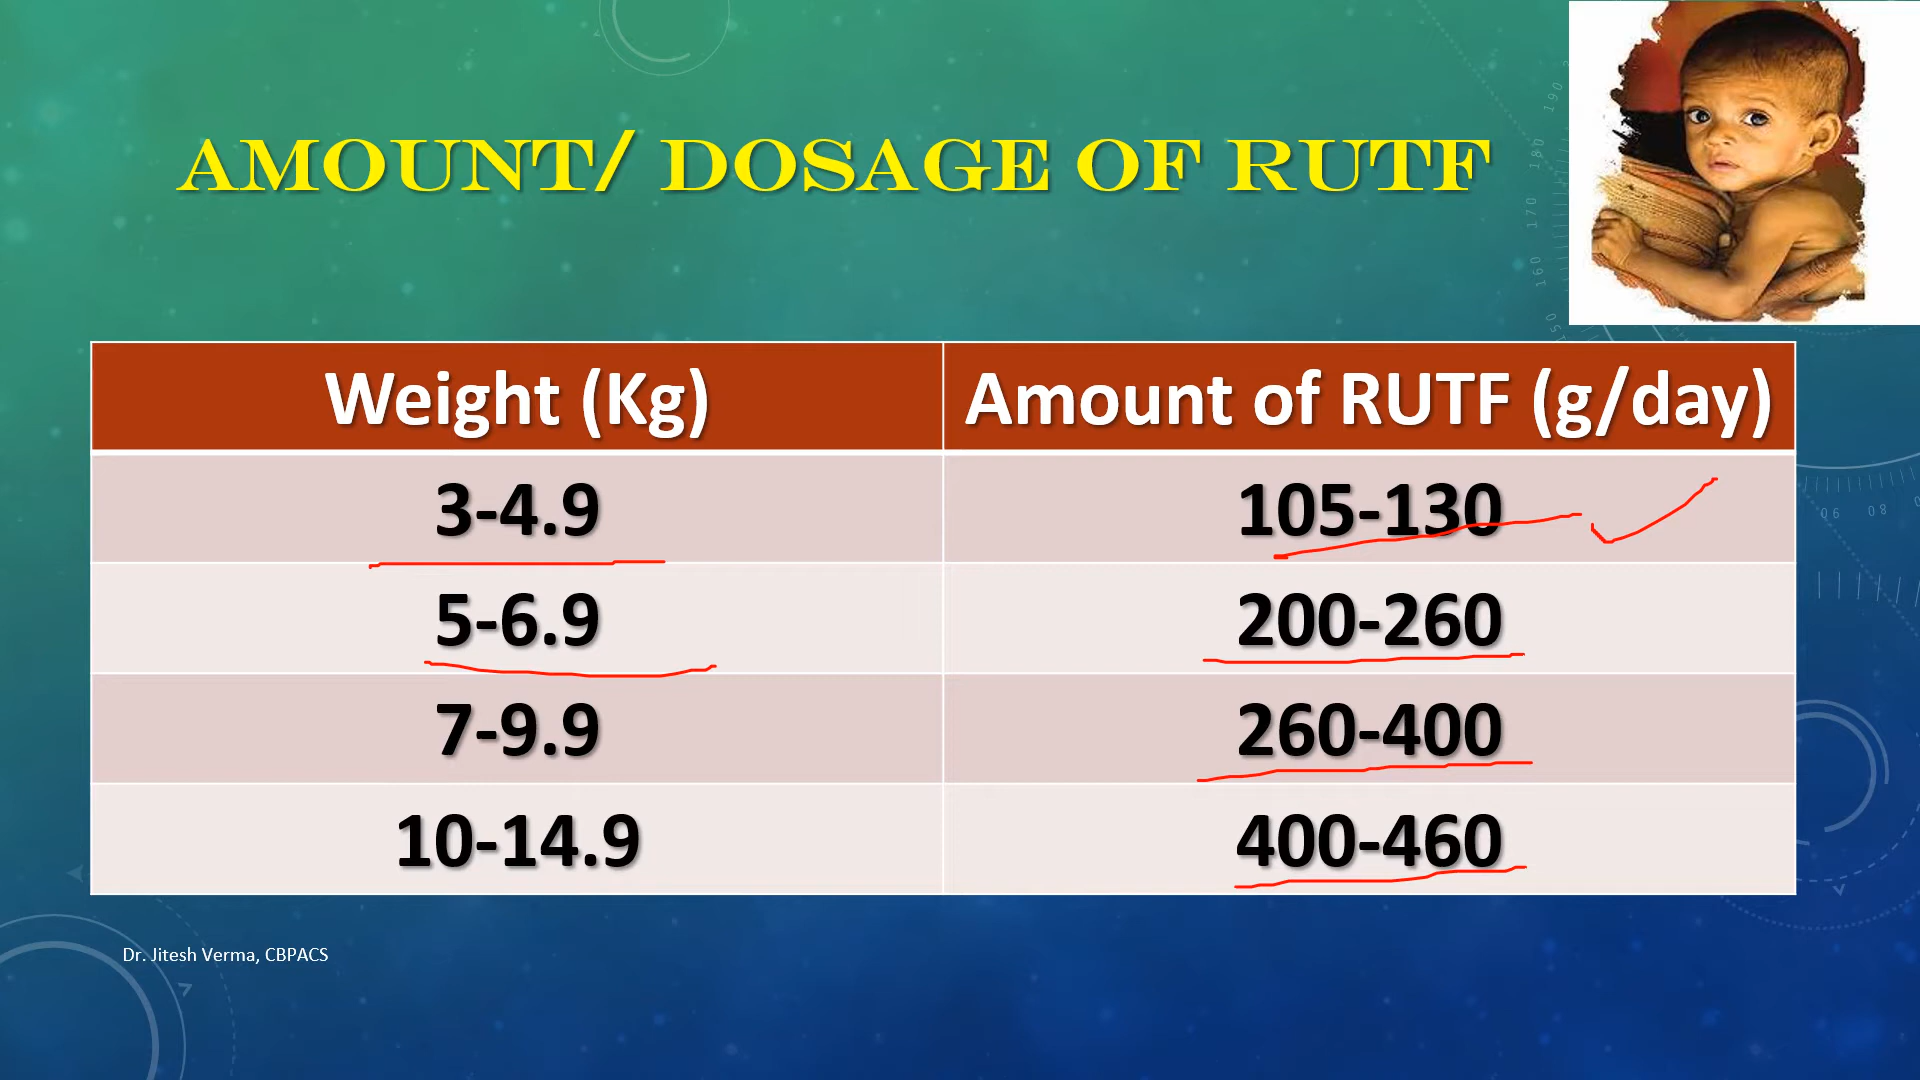 AMOUNT/ DOSAGE OF RUTF
Weight (Kg) Amount of RUTF (g/day)
3-4.9 105-130
5-6.9 200-260
7-9.9 260-400
10-14.9 400-460
Dr. Jitesh Verma, CBPACS